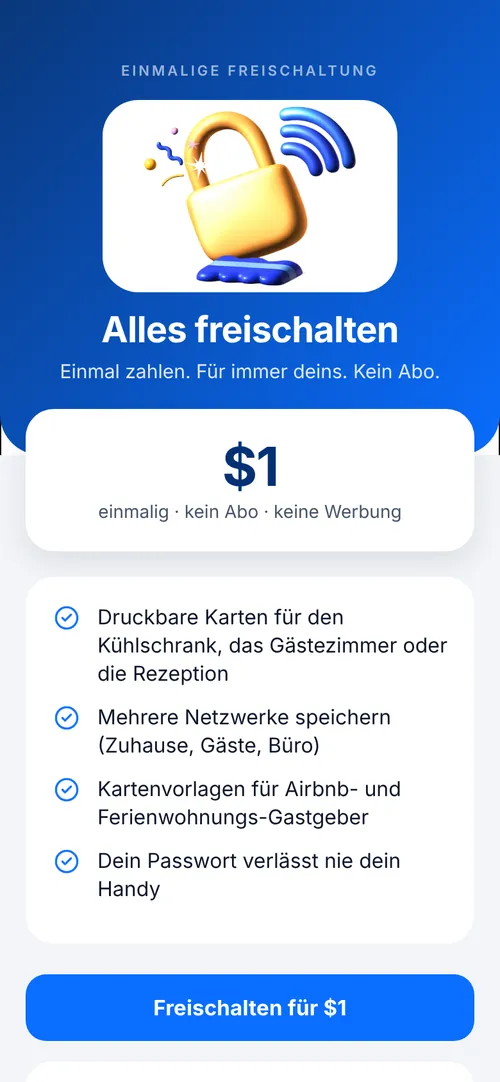 EINMALIGE FREISCHALTUNG
Alles freischalten
Einmal zahlen. Für immer deins. Kein Abo.
$1
einmalig · kein Abo · keine Werbung
Druckbare Karten für den
Kühlschrank, das Gästezimmer oder
die Rezeption
Mehrere Netzwerke speichern
(Zuhause, Gäste, Büro)
Kartenvorlagen für Airbnb- und
Ferienwohnungs-Gastgeber
Dein Passwort verlässt nie dein
Handy
Freischalten für $1